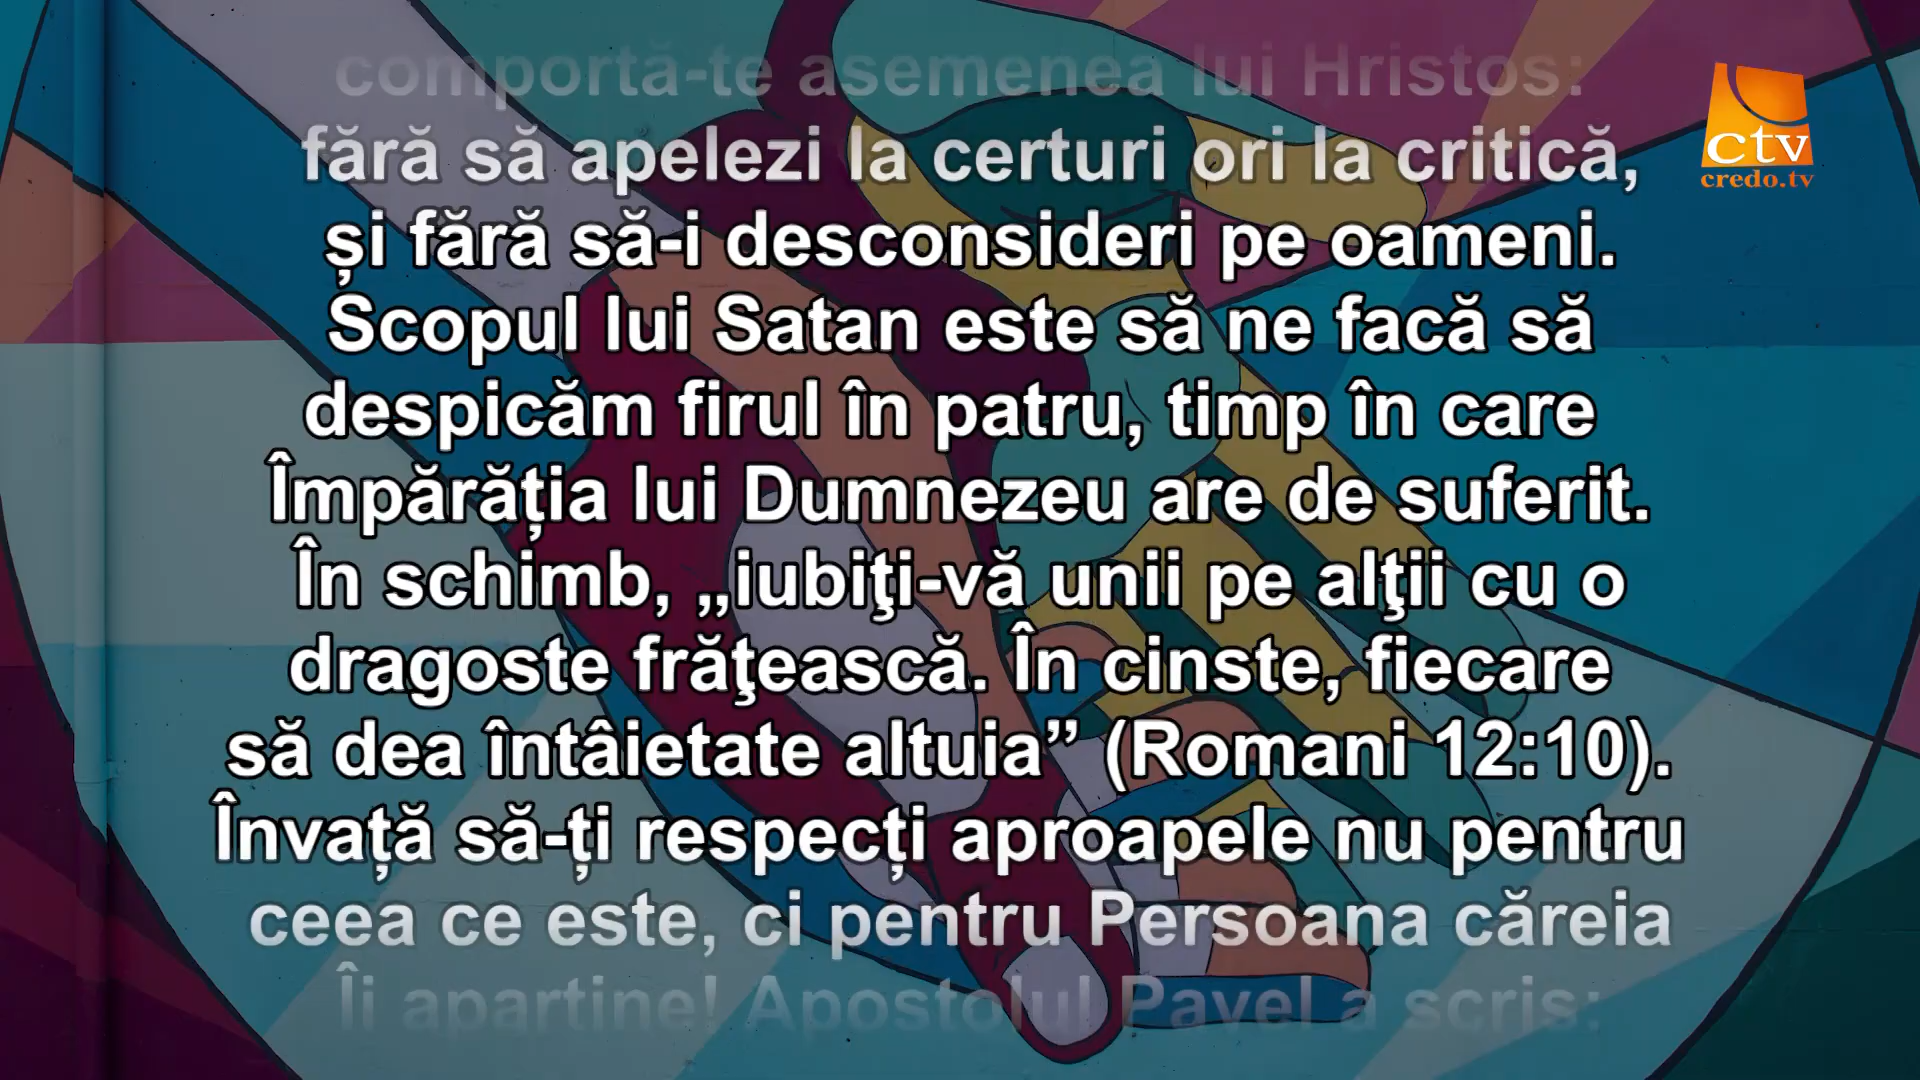 comportă-te asemenea lui Hristos:
fără să apelezi la certuri ori la critică,
și fără să-i desconsideri pe oameni.
Scopul lui Satan este să ne facă să
despicăm firul în patru, timp în care
Împărăția lui Dumnezeu are de suferit.
În schimb, „iubiţi-vă unii pe alţii cu o
dragoste frăţească. În cinste, fiecare
să dea întâietate altuia” (Romani 12:10).
Învață să-ți respecți aproapele nu pentru
ceea ce este, ci pentru Persoana căreia
Îi aparține! Apostolul Pavel a scris:
ctv
credo.tv